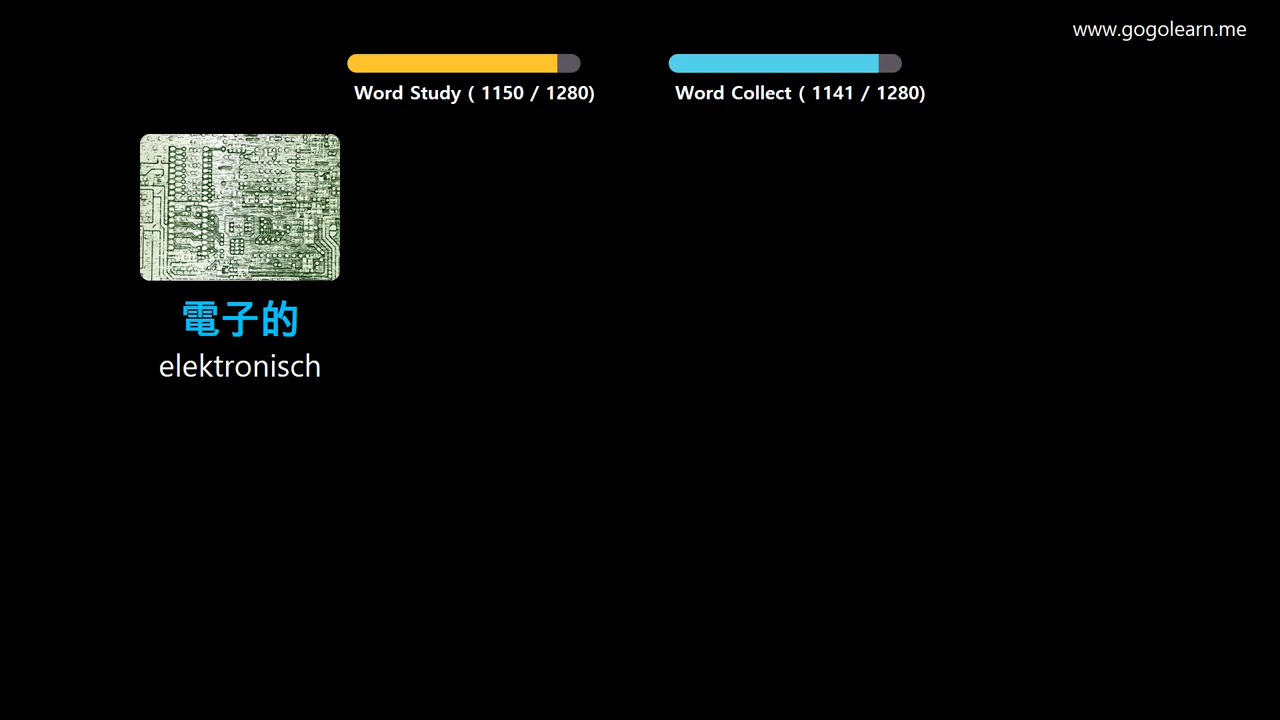 www.gogolearn.me
Word Study ( 1150 / 1280)
Word Collect ( 1141 / 1280)
電子的
elektronisch